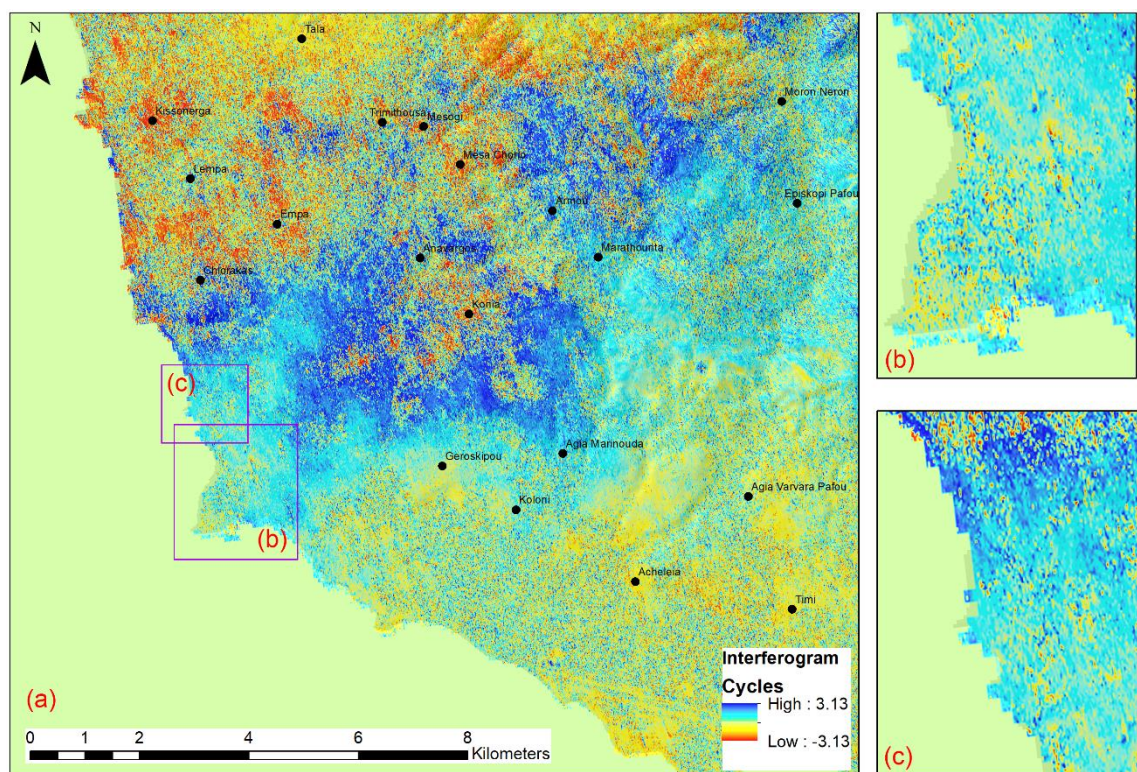 N
Tala
Moron Neron
Kissonerga
Trimithousa
Mesogi
Mesa Chorio
Lempa
Episkopi Pafou
Armou
Empa
Anavargos
Marathounta
Chlorakas
Konia
(c)
Agia Marinouda
Geroskipou
Agia Varvara Pafou
Koloni
(b)
Acheleia
Timi
Interferogram
Cycles
High : 3.13
Low : -3.13
(a)
0 2 4 8
Kilometers
(b)
(c)